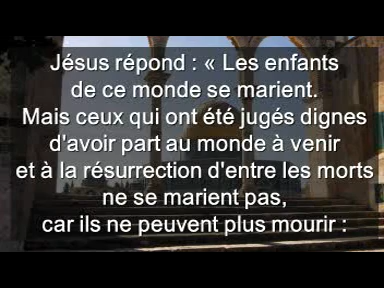 Jésus répond : « Les enfants
de ce monde se marient.
Mais ceux qui ont été jugés dignes
d'avoir part au monde à venir
et à la résurrection d'entre les morts
ne se marient pas,
car ils ne peuvent plus mourir :